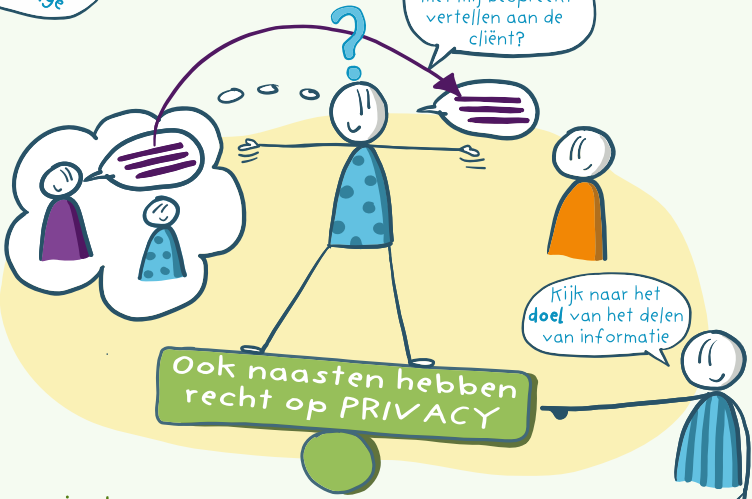 vertellen aan de
cliënt?
Kijk naar het
doel van het delen
van informatie
Ook naasten hebben
recht op PRIVACY